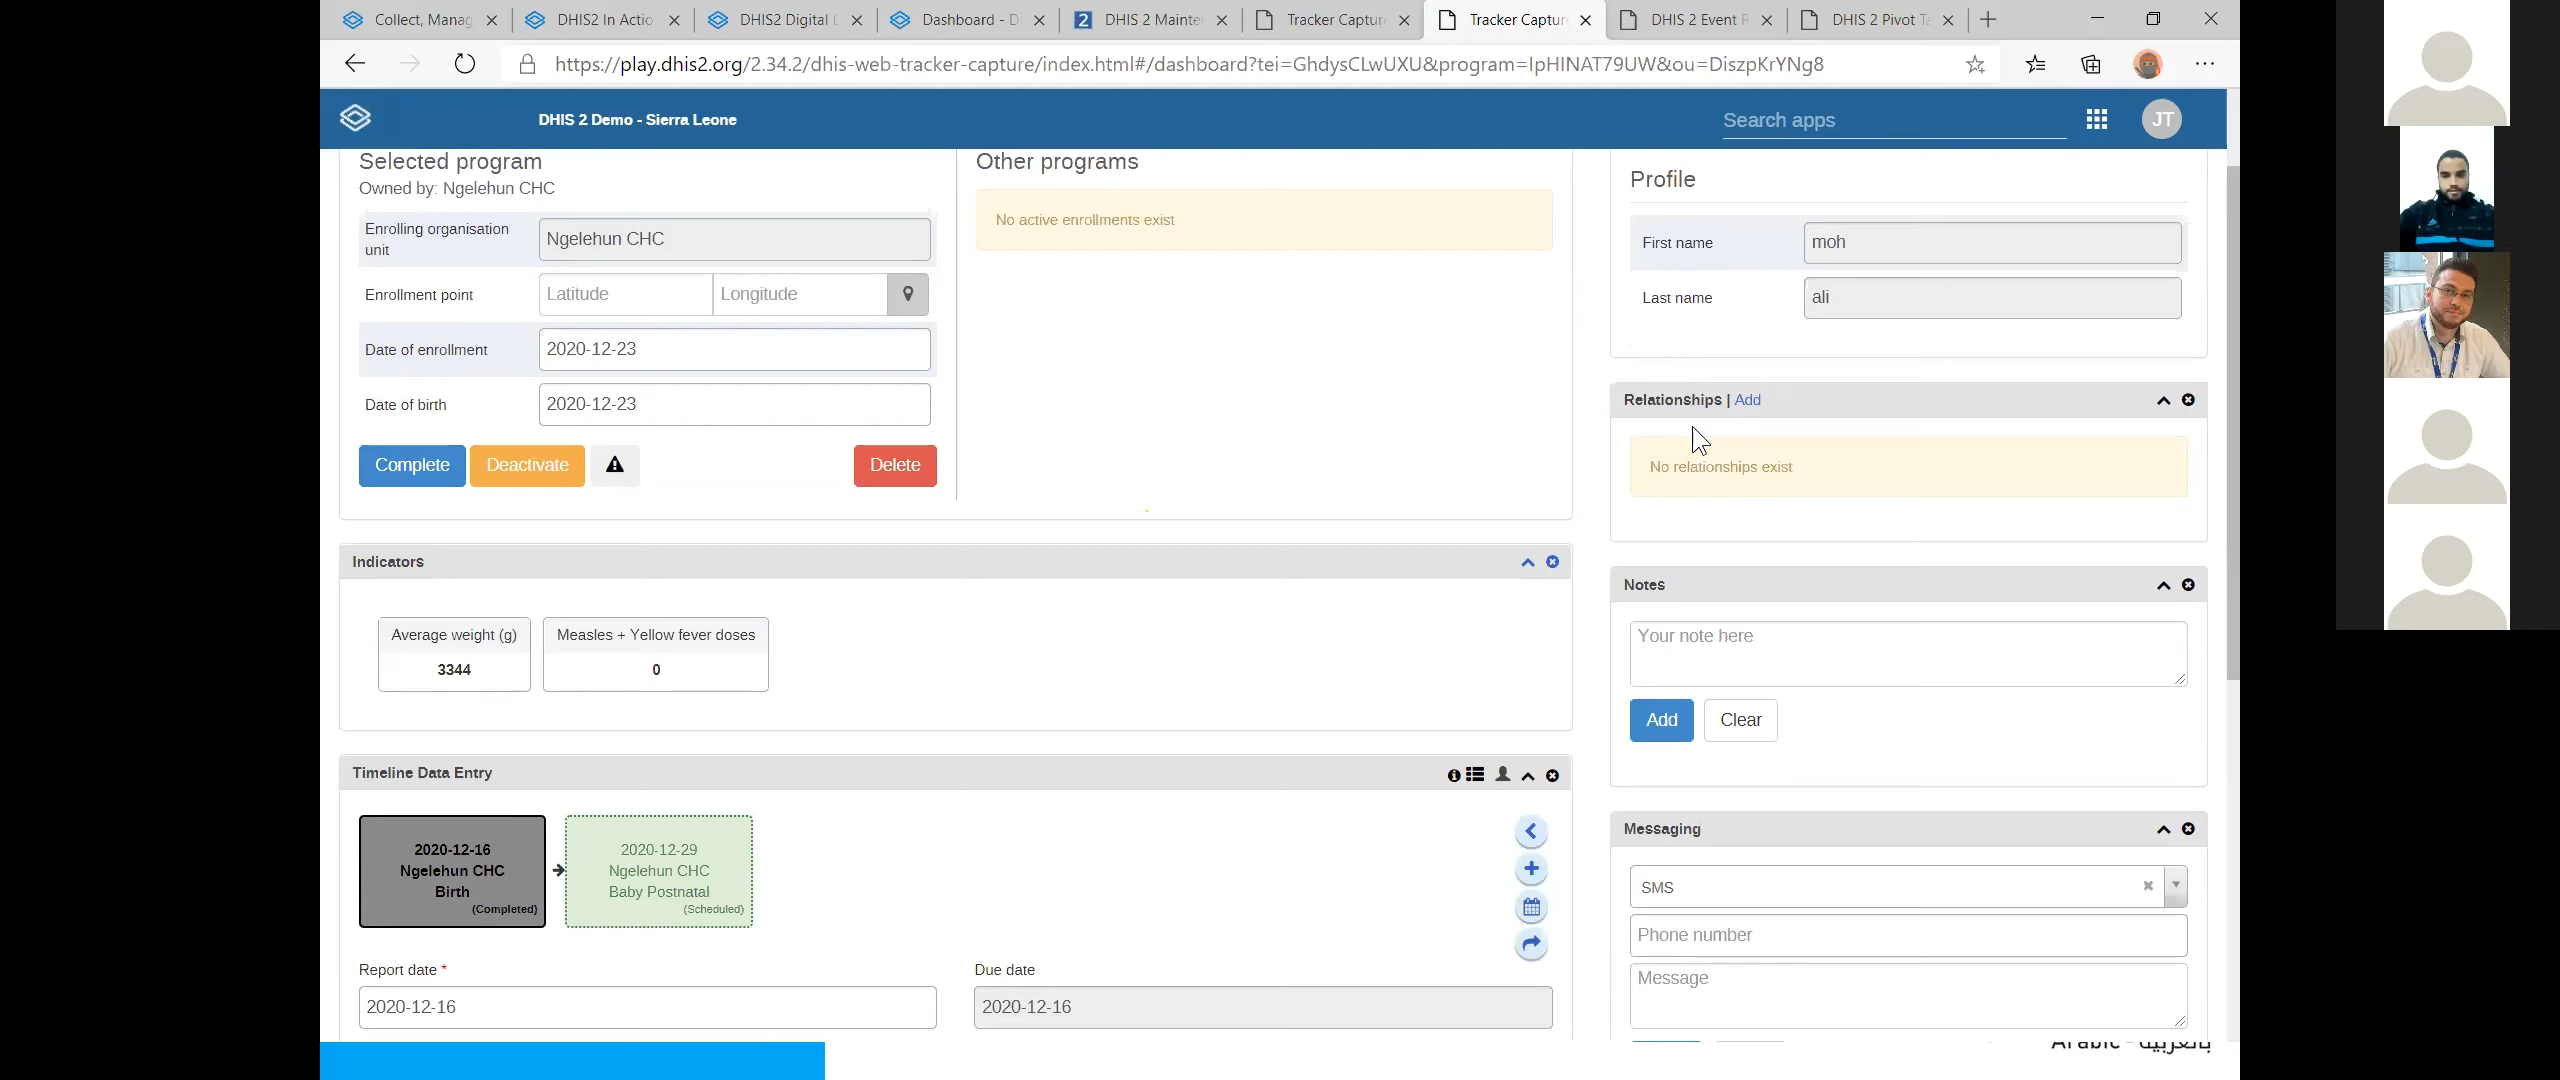 Collect, Manag
DHIS2 In Actio
DHIS2 Digital
Dashboard - D
2 DHIS 2 Mainte
Tracker Captur
Tracker Captur
DHIS 2 Event R
DHIS 2 Pivot Ta
https://play.dhis2.org/2.34.2/dhis-web-tracker-capture/index.html#/dashboard?tei=GhdysCLwUXU&program=IpHINAT79UW&ou=DiszpKrYNg8
DHIS 2 Demo - Sierra Leone
Search apps
JT
Selected program
Owned by: Ngelehun CHC
Enrolling organisation
unit
Ngelehun CHC
Enrollment point
Latitude
Longitude
Date of enrollment
2020-12-23
Date of birth
2020-12-23
Complete
Deactivate
Delete
Other programs
No active enrollments exist
Indicators
Average weight (g)
3344
Measles + Yellow fever doses
0
Timeline Data Entry
2020-12-16
Ngelehun CHC
Birth
(Completed)
2020-12-29
Ngelehun CHC
Baby Postnatal
(Scheduled)
Report date *
2020-12-16
Due date
2020-12-16
Profile
First name
moh
Last name
ali
Relationships | Add
No relationships exist
Notes
Your note here
Add
Clear
Messaging
SMS
Phone number
Message
Arabic - بالعربية